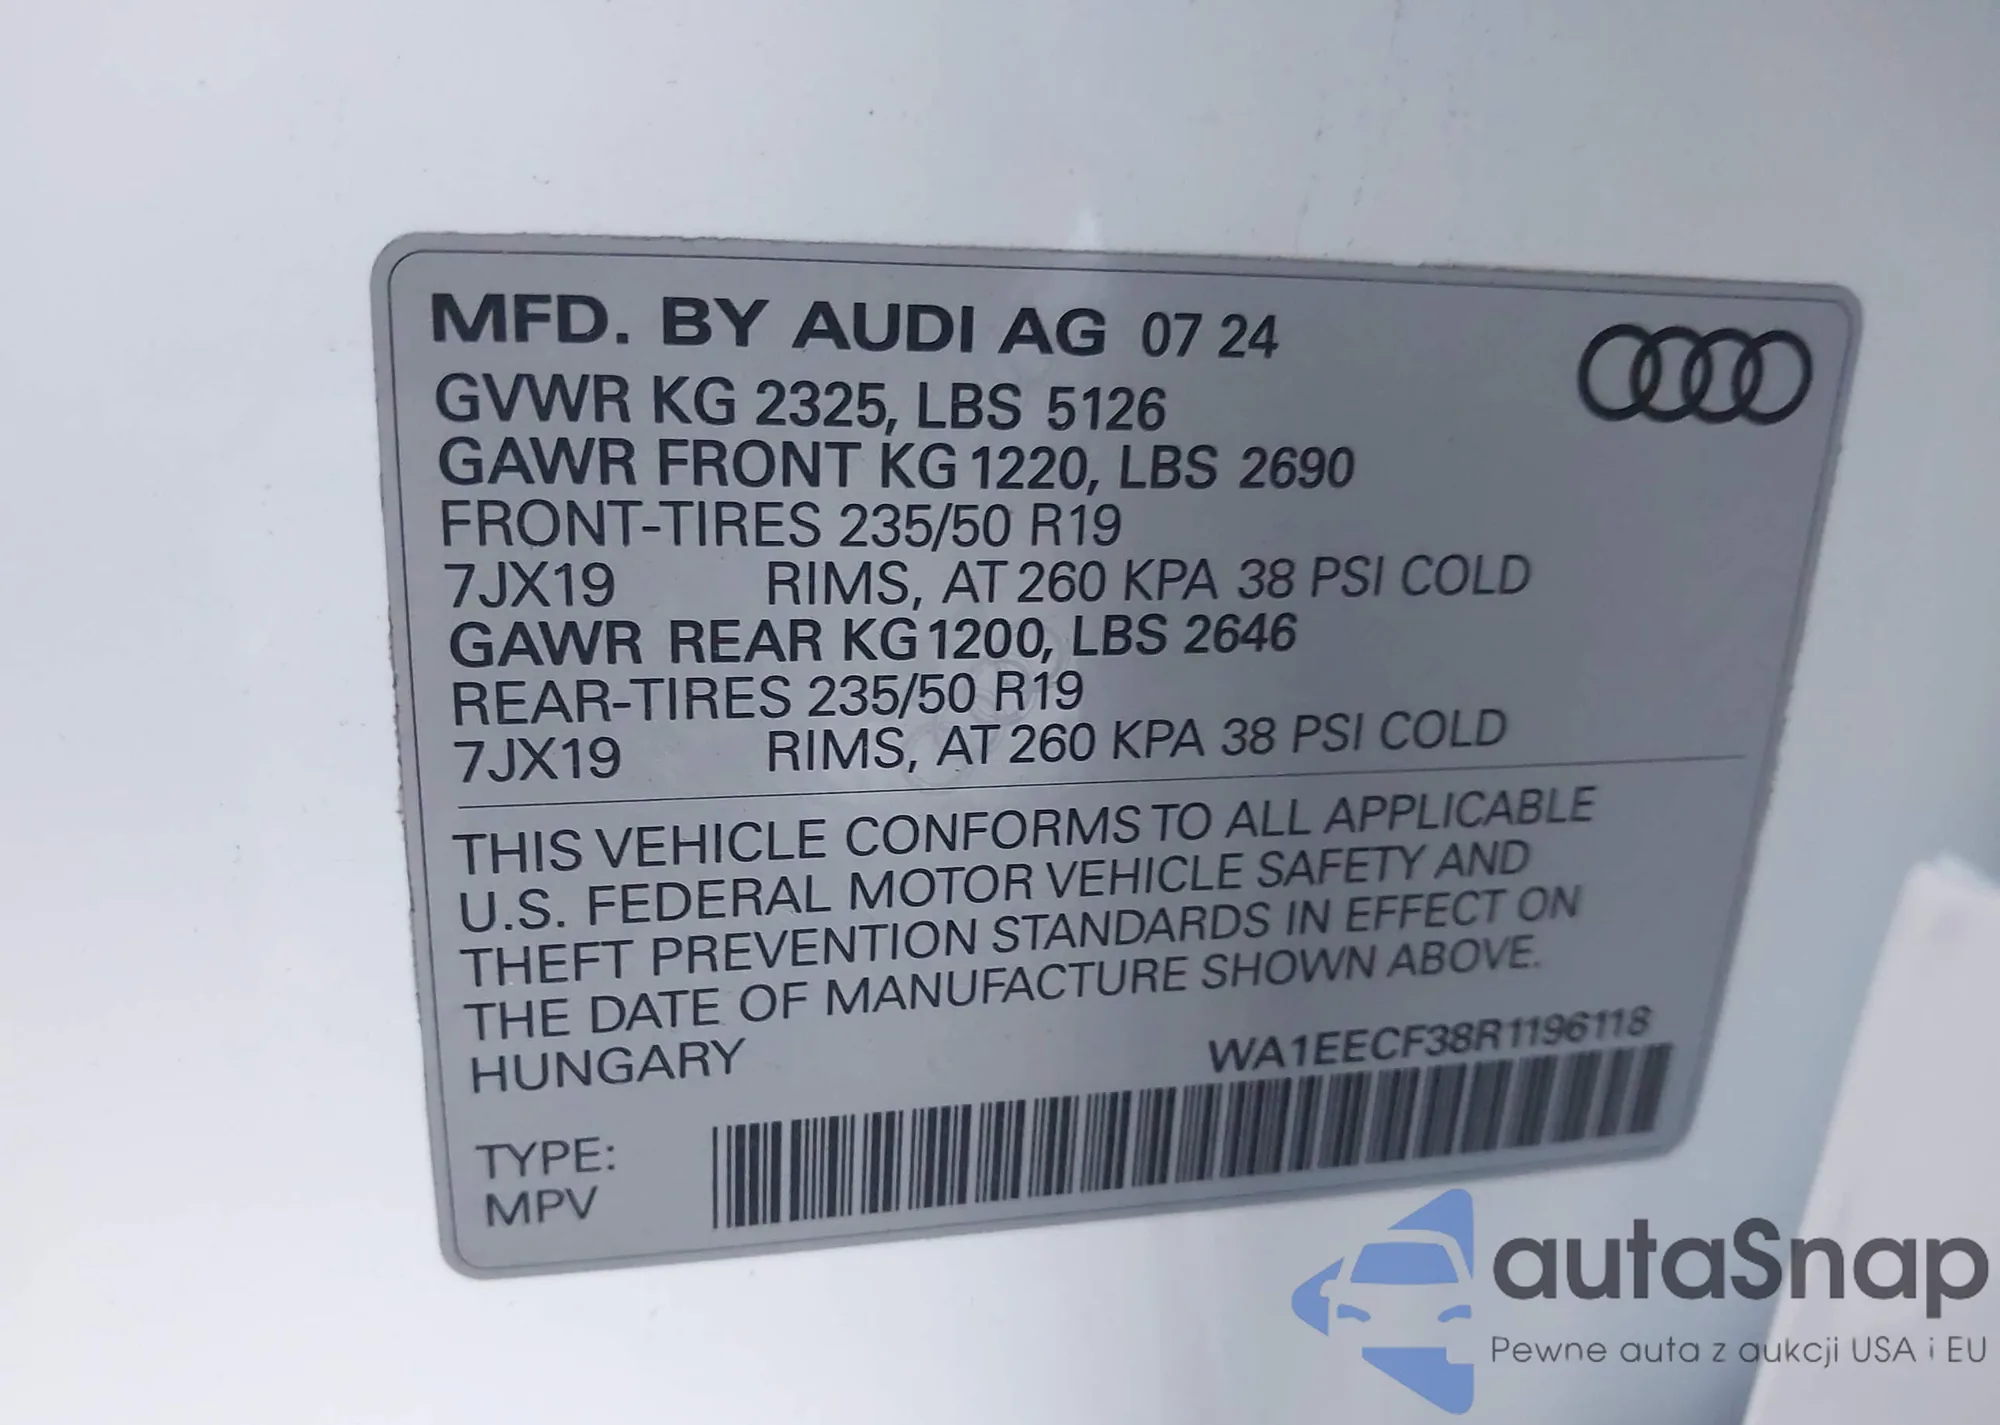 MFD. BY AUDI AG 07 24
GVWR KG 2325, LBS 5126
GAWR FRONT KG 1220, LBS 2690
FRONT-TIRES 235/50 R19
7JX19 RIMS, AT 260 KPA 38 PSI COLD
GAWR REAR KG 1200, LBS 2646
REAR-TIRES 235/50 R19
7JX19 RIMS, AT 260 KPA 38 PSI COLD
THIS VEHICLE CONFORMS TO ALL APPLICABLE
U.S. FEDERAL MOTOR VEHICLE SAFETY AND
THEFT PREVENTION STANDARDS IN EFFECT ON
THE DATE OF MANUFACTURE SHOWN ABOVE.
HUNGARY WA1EECF38R1196118
TYPE:
MPV
autaSnap
Pewne auta z aukcji USA i EU